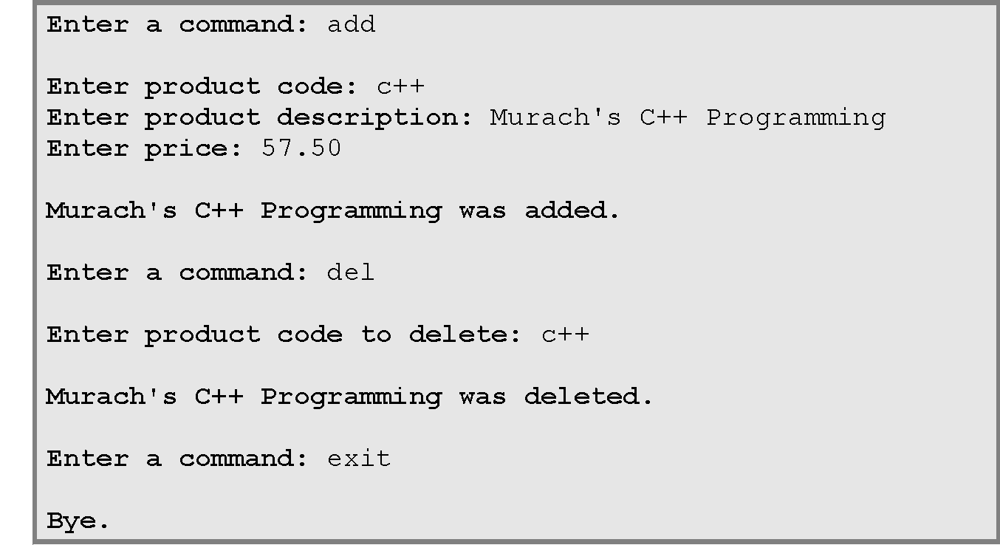 Enter a command: add
Enter product code: c++
Enter product description: Murach's C++ Programming
Enter price: 57.50
Murach's C++ Programming was added.
Enter a command: del
Enter product code to delete: c++
Murach's C++ Programming was deleted.
Enter a command: exit
Bye.